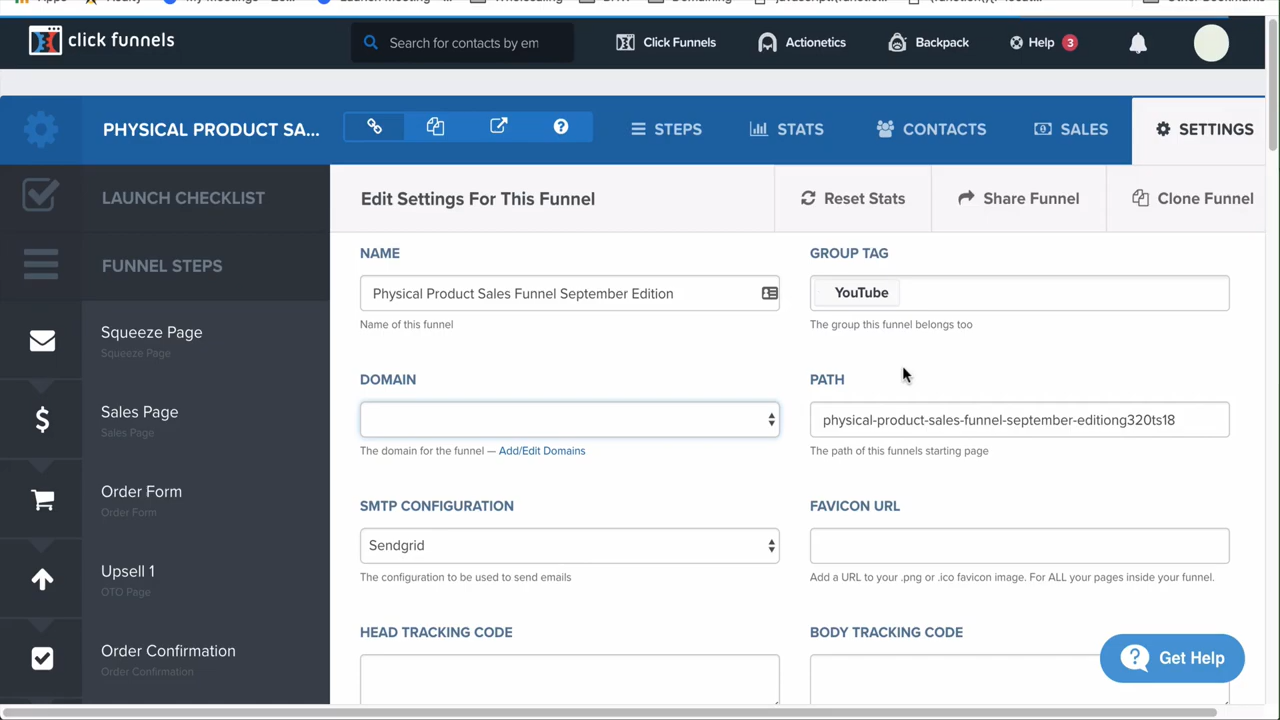 click funnels
Search for contacts by em
Click Funnels
Actionetics
Backpack
Help 3
PHYSICAL PRODUCT SA...
STEPS
STATS
CONTACTS
SALES
SETTINGS
LAUNCH CHECKLIST
Edit Settings For This Funnel
Reset Stats
Share Funnel
Clone Funnel
FUNNEL STEPS
NAME
GROUP TAG
Physical Product Sales Funnel September Edition
YouTube
Name of this funnel
The group this funnel belongs too
Squeeze Page
Squeeze Page
DOMAIN
PATH
physical-product-sales-funnel-september-editiong320ts18
The domain for the funnel — Add/Edit Domains
The path of this funnels starting page
Sales Page
Sales Page
SMTP CONFIGURATION
FAVICON URL
Order Form
Order Form
Sendgrid
The configuration to be used to send emails
Add a URL to your .png or .ico favicon image. For ALL your pages inside your funnel.
Upsell 1
OTO Page
HEAD TRACKING CODE
BODY TRACKING CODE
Order Confirmation
Order Confirmation
Get Help